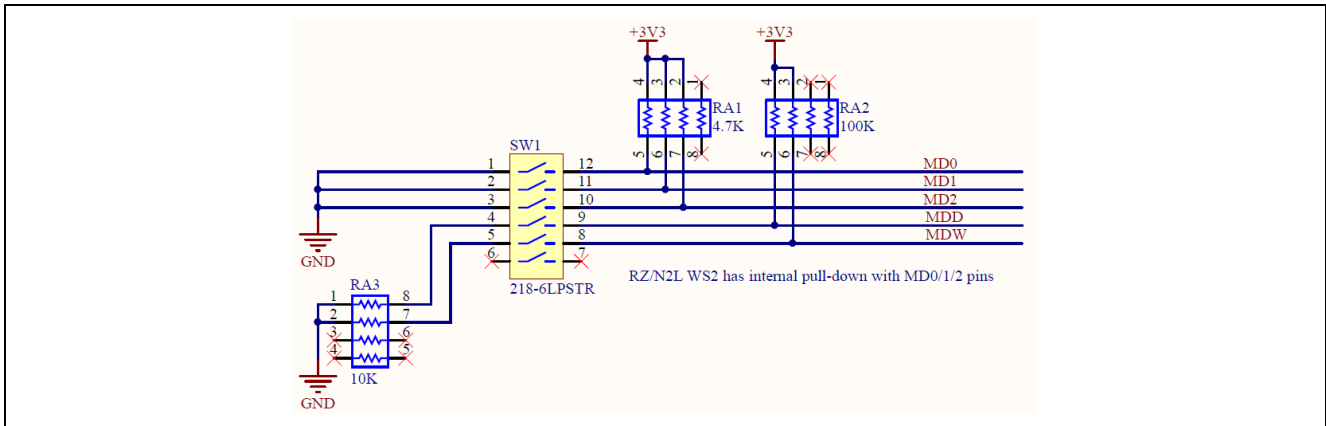 +3V3 +3V3
4 3 2 1 4 3 2 1
RA1 RA2
4.7K 100K
5 6 7 8 5 6 7 8
SW1
1 12 MD0
2 11 MD1
3 10 MD2
4 9 MDD
5 8 MDW
6 7
GND
RZ/N2L WS2 has internal pull-down with MD0/1/2 pins
218-6LPSTR
RA3
1 8
2 7
3 6
4 5
10K
GND